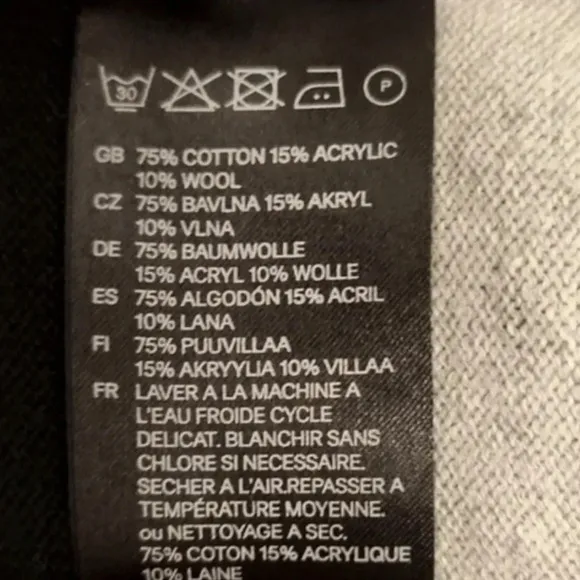 30 P
GB 75% COTTON 15% ACRYLIC
10% WOOL
CZ 75% BAVLNA 15% AKRYL
10% VLNA
DE 75% BAUMWOLLE
15% ACRYL 10% WOLLE
ES 75% ALGODÓN 15% ACRIL
10% LANA
FI 75% PUUVILLAA
15% AKRYYLIA 10% VILLAA
FR LAVER A LA MACHINE A
L'EAU FROIDE CYCLE
DELICAT. BLANCHIR SANS
CHLORE SI NECESSAIRE.
SECHER A L'AIR.REPASSER A
TEMPÉRATURE MOYENNE.
ou NETTOYAGE A SEC.
75% COTON 15% ACRYLIQUE
10% LAINE